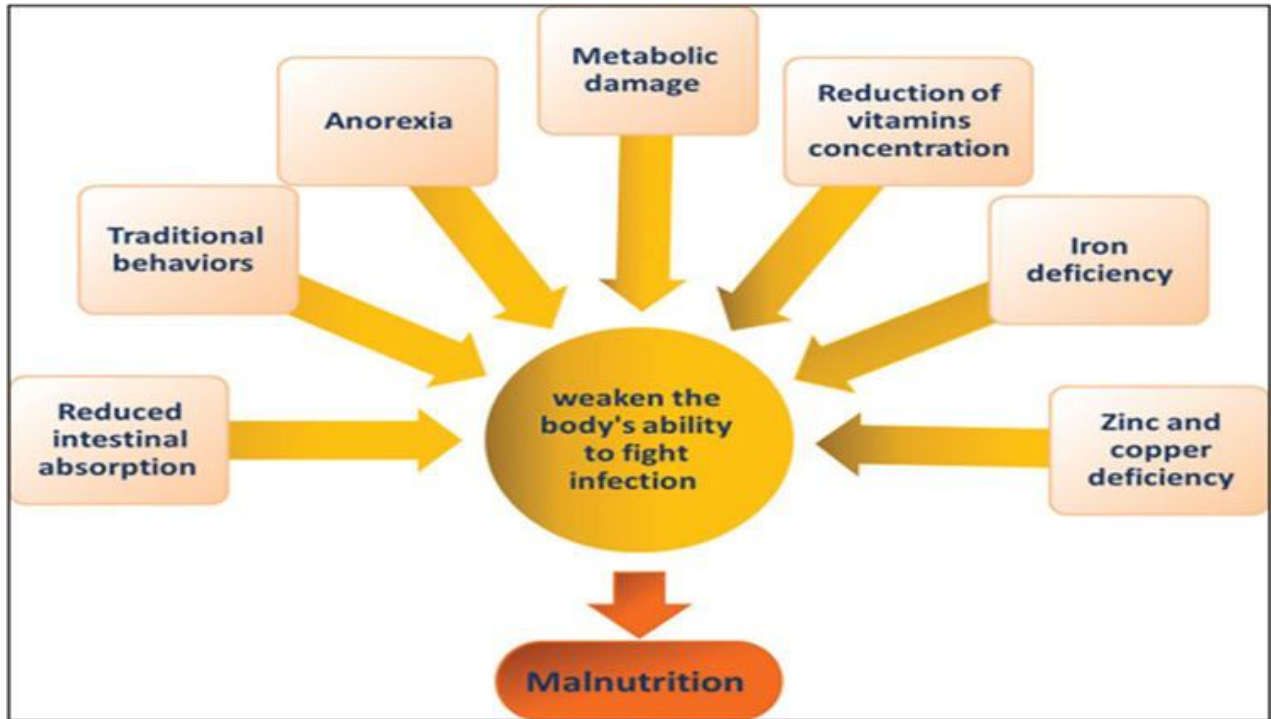 Metabolic
damage
Anorexia
Reduction of
vitamins
concentration
Traditional
behaviors
Iron
deficiency
Reduced
intestinal
absorption
weaken the
body's ability
to fight
infection
Zinc and
copper
deficiency
Malnutrition